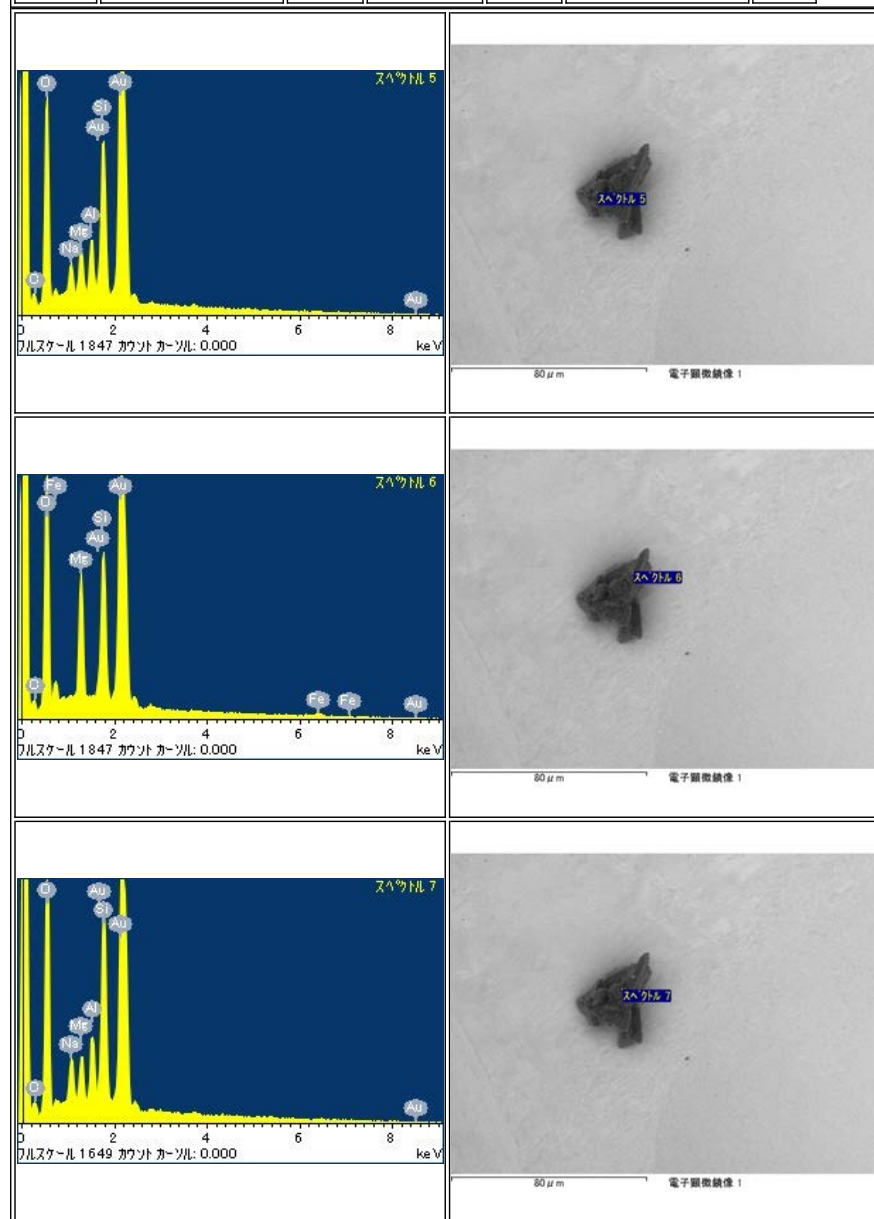 スペクトル 5
O
Au
Si
Au
Al
Mg
Na
C
Au
0 2 4 6 8
フルスケール 1847 カウント カーソル: 0.000 keV
スペクトル 5
80μm 電子顕微鏡像 1
スペクトル 6
Fe
O
Au
Si
Au
Mg
C
Fe Fe Au
0 2 4 6 8
フルスケール 1847 カウント カーソル: 0.000 keV
スペクトル 6
80μm 電子顕微鏡像 1
スペクトル 7
O
Au
Si
Au
Al
Mg
Na
C
Au
0 2 4 6 8
フルスケール 1649 カウント カーソル: 0.000 keV
スペクトル 7
80μm 電子顕微鏡像 1